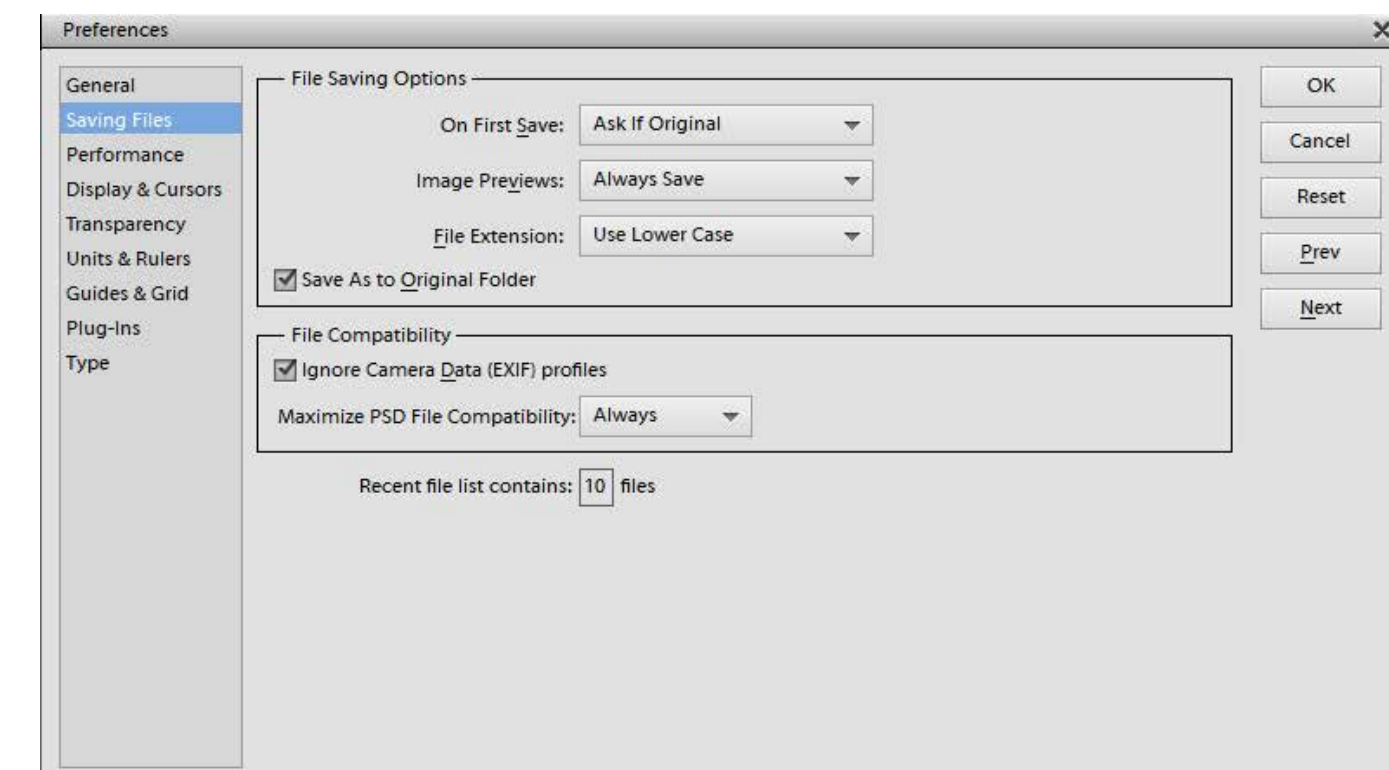 Preferences
General
Saving Files
Performance
Display & Cursors
Transparency
Units & Rulers
Guides & Grid
Plug-Ins
Type
File Saving Options
On First Save: Ask If Original
Image Previews: Always Save
File Extension: Use Lower Case
Save As to Original Folder
File Compatibility
Ignore Camera Data (EXIF) profiles
Maximize PSD File Compatibility: Always
Recent file list contains: 10 files
OK
Cancel
Reset
Prev
Next